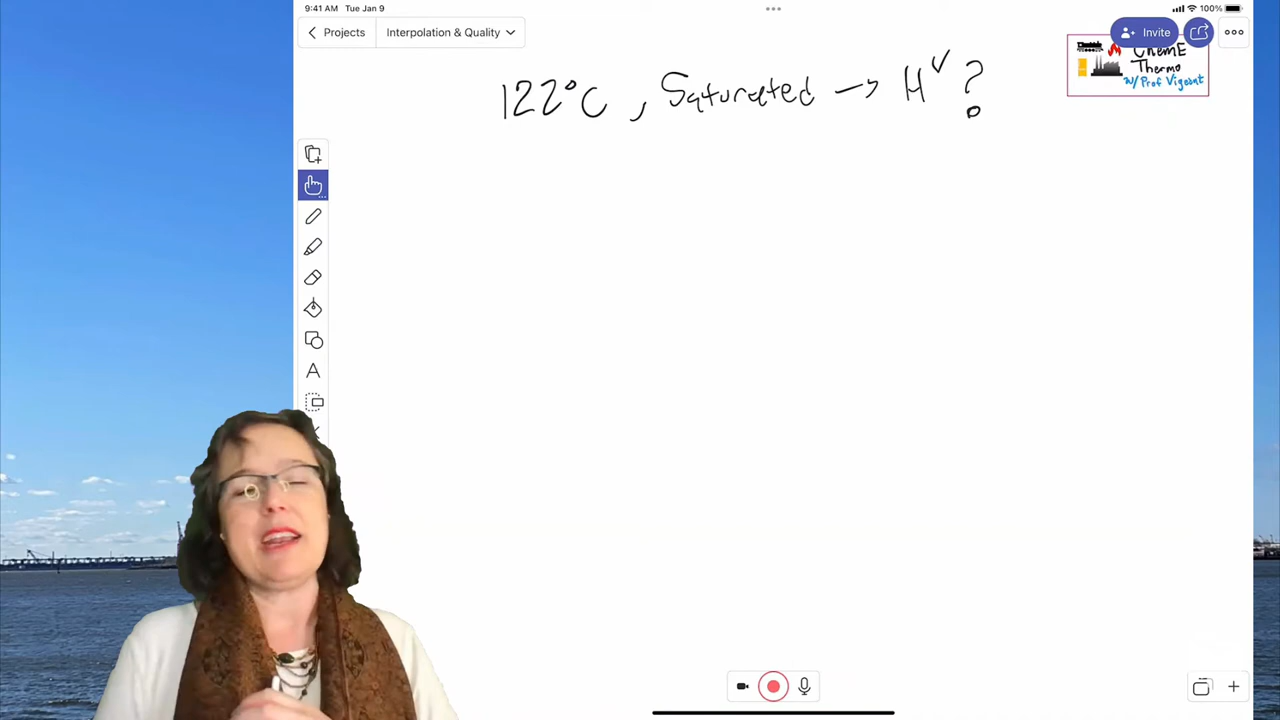 9:41 AM Tue Jan 9
100%
Projects
Interpolation & Quality
Invite
122°C, Saturated → H^V ?
ChemE
Thermo
w/ Prof Vigeant
A